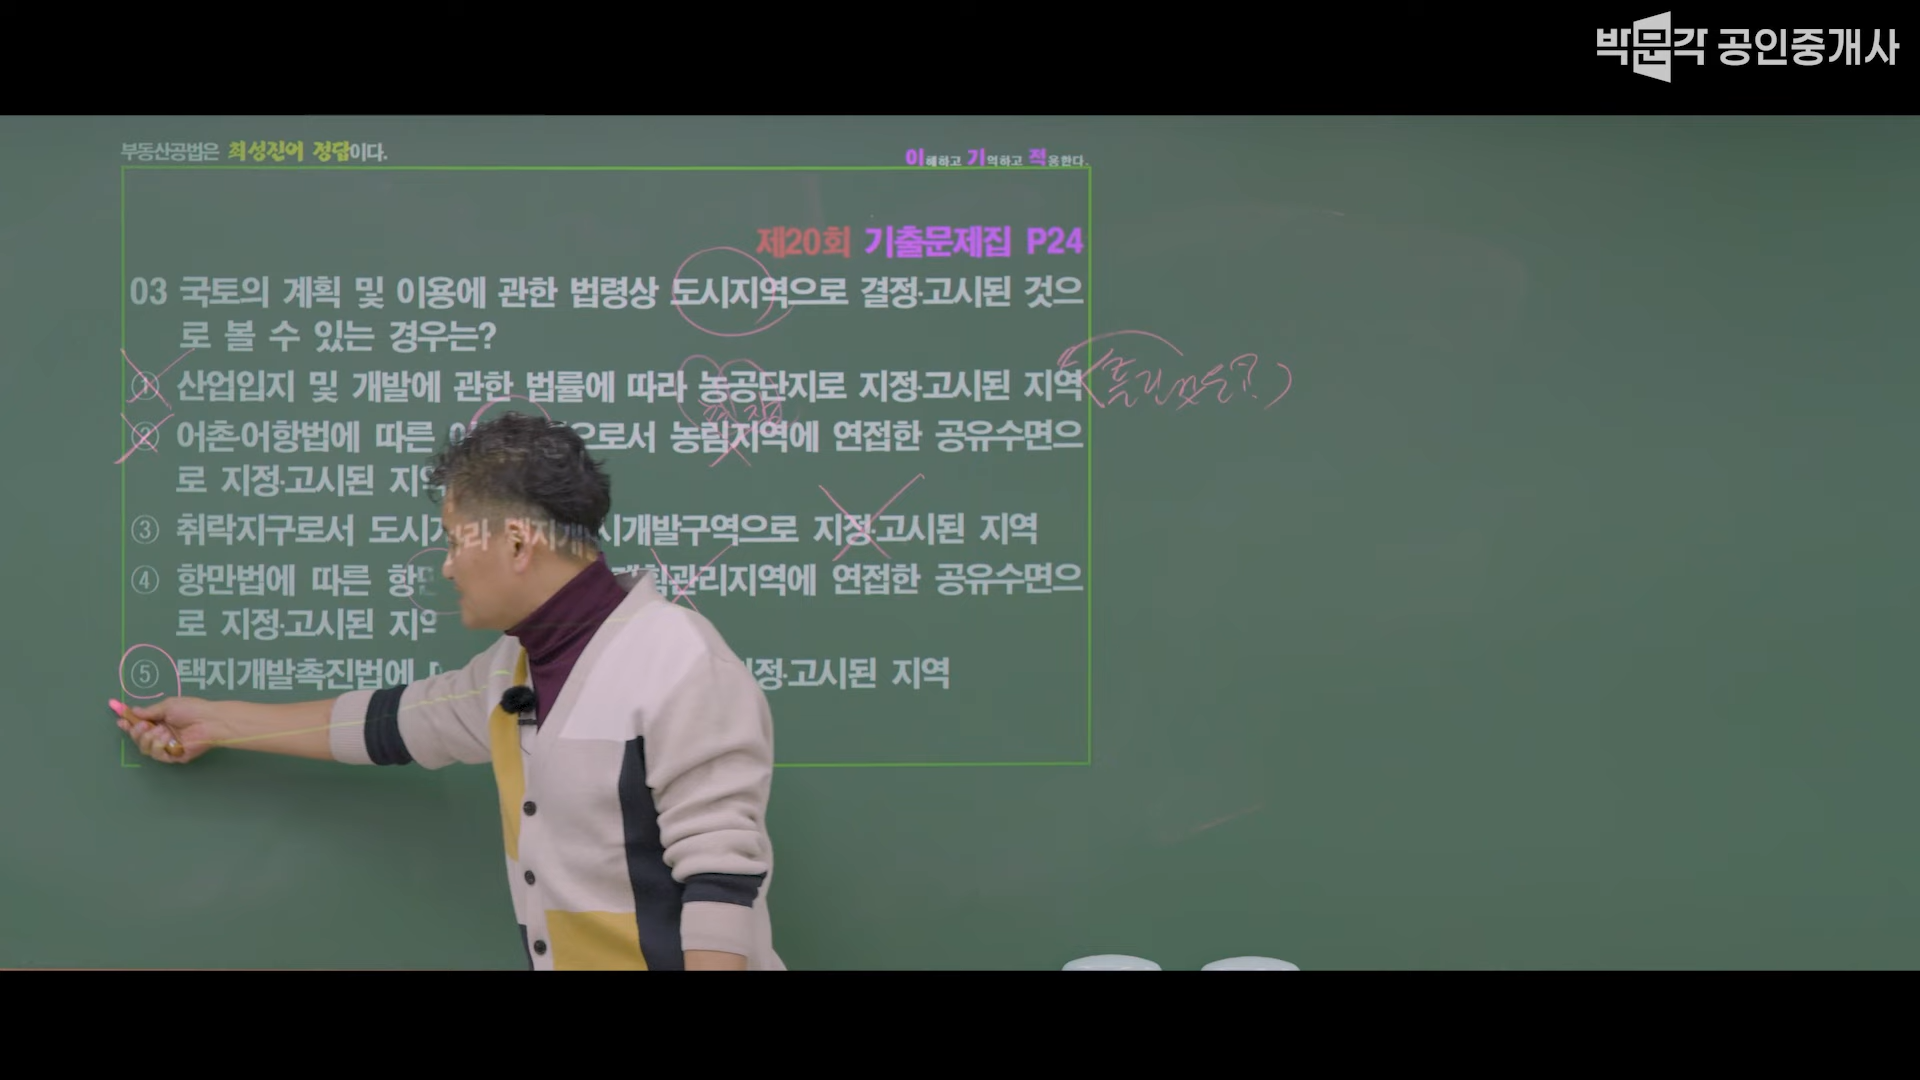 박문각 공인중개사
부동산공법은 최성진이 정답이다.
이해하고 기억하고 적응한다.
제20회 기출문제집 P24
03 국토의 계획 및 이용에 관한 법령상 도시지역으로 결정·고시된 것으
로 볼 수 있는 경우는?
① 산업입지 및 개발에 관한 법률에 따라 농공단지로 지정·고시된 지역
② 어촌·어항법에 따른 으로서 농림지역에 연접한 공유수면으
로 지정·고시된
③ 취락지구로서 시개발구역으로 지정·고시된 지역
④ 항만법에 따른 관리지역에 연접한 공유수면으
로 지정·고시된
⑤ 택지개발촉진법에 ·고시된 지역